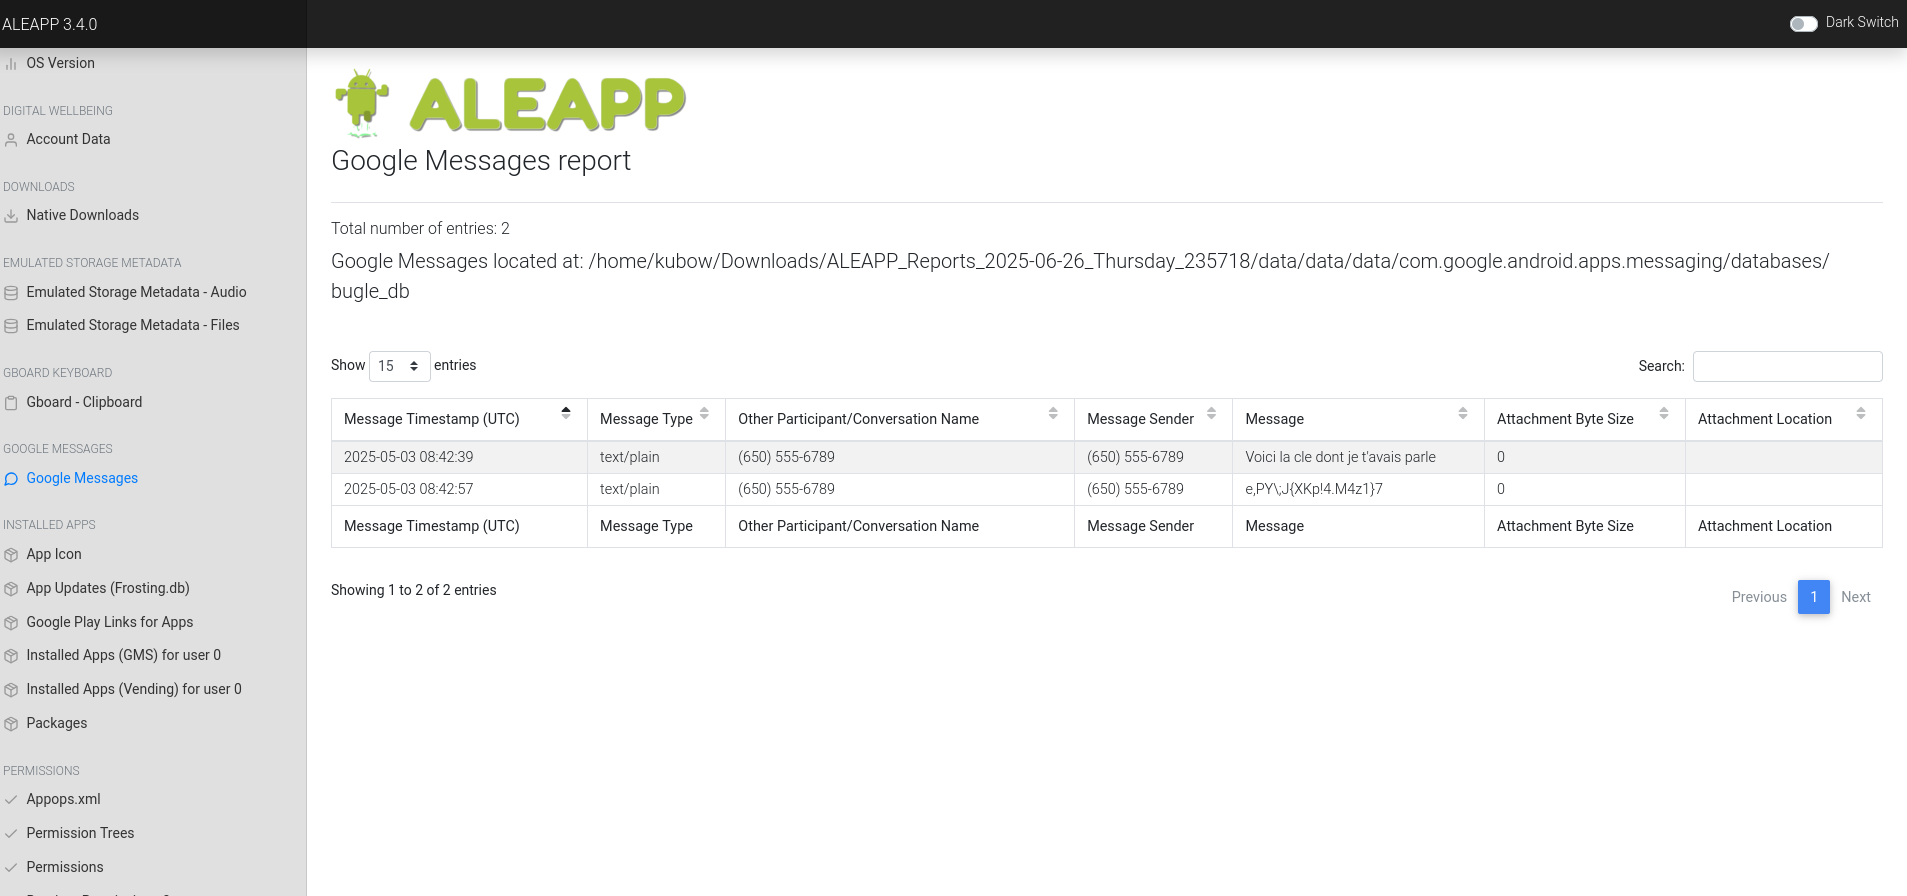 ALEAPP 3.4.0
Dark Switch
OS Version
DIGITAL WELLBEING
Account Data
DOWNLOADS
Native Downloads
EMULATED STORAGE METADATA
Emulated Storage Metadata - Audio
Emulated Storage Metadata - Files
GBOARD KEYBOARD
Gboard - Clipboard
GOOGLE MESSAGES
Google Messages
INSTALLED APPS
App Icon
App Updates (Frosting.db)
Google Play Links for Apps
Installed Apps (GMS) for user 0
Installed Apps (Vending) for user 0
Packages
PERMISSIONS
Appops.xml
Permission Trees
Permissions
ALEAPP
Google Messages report
Total number of entries: 2
Google Messages located at: /home/kubow/Downloads/ALEAPP_Reports_2025-06-26_Thursday_235718/data/data/data/com.google.android.apps.messaging/databases/
bugle_db
Show 15 entries
Search:
Message Timestamp (UTC) Message Type Other Participant/Conversation Name Message Sender Message Attachment Byte Size Attachment Location
2025-05-03 08:42:39 text/plain (650) 555-6789 (650) 555-6789 Voici la cle dont je t'avais parle 0
2025-05-03 08:42:57 text/plain (650) 555-6789 (650) 555-6789 e,PY\;J{XKp!4.M4z1}7 0
Message Timestamp (UTC) Message Type Other Participant/Conversation Name Message Sender Message Attachment Byte Size Attachment Location
Showing 1 to 2 of 2 entries
Previous 1 Next